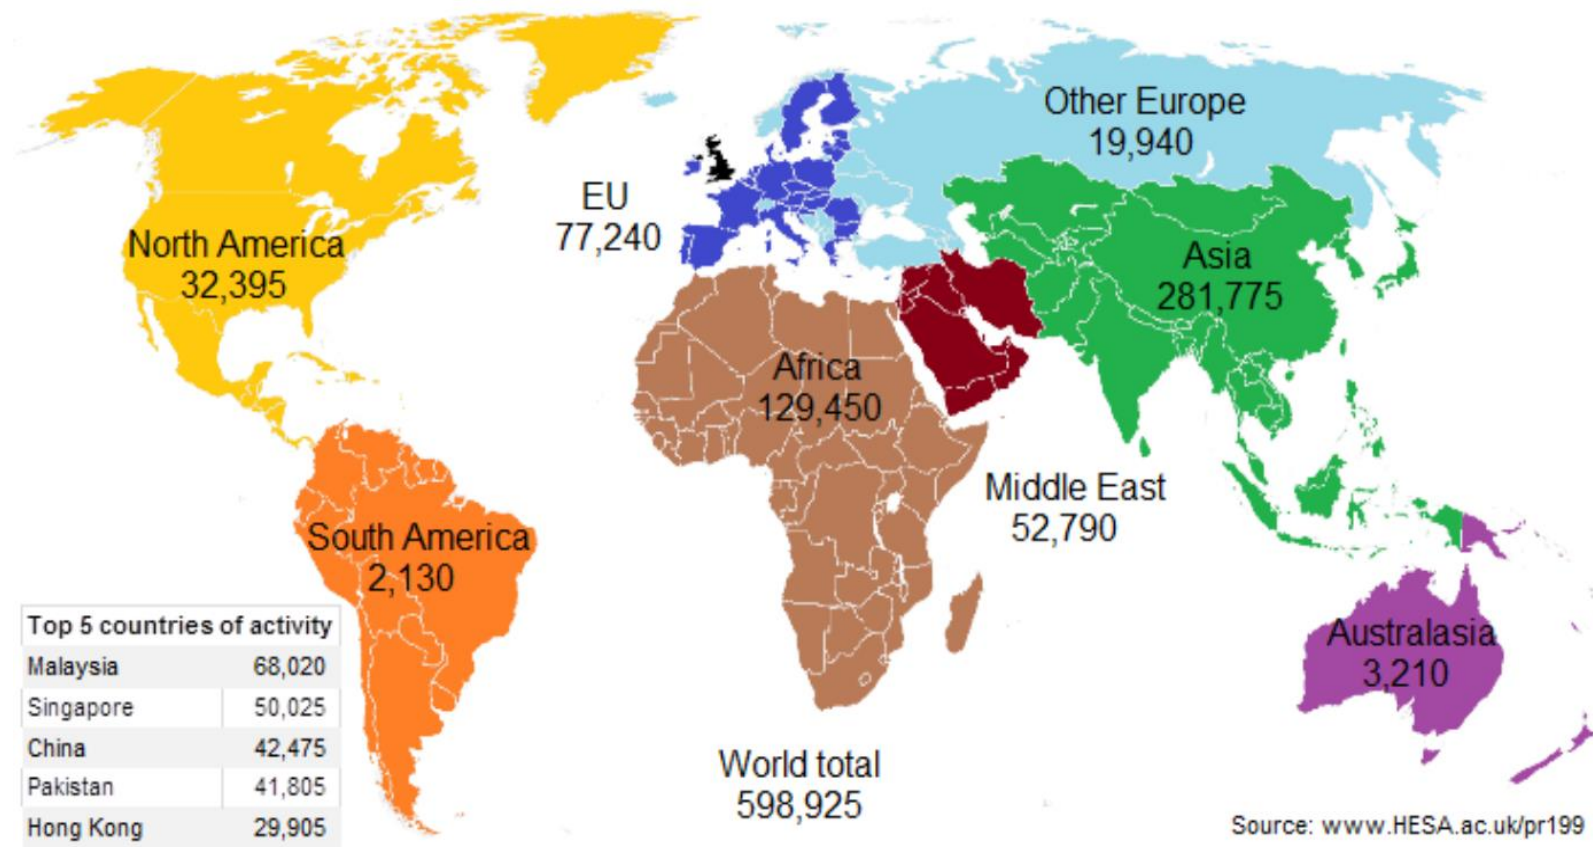 Other Europe
19,940
EU
77,240
North America
32,395
Asia
281,775
Africa
129,450
Middle East
52,790
South America
2,130
Australasia
3,210
Top 5 countries of activity
Malaysia 68,020
Singapore 50,025
China 42,475
Pakistan 41,805
Hong Kong 29,905
World total
598,925
Source: www.HESA.ac.uk/pr199